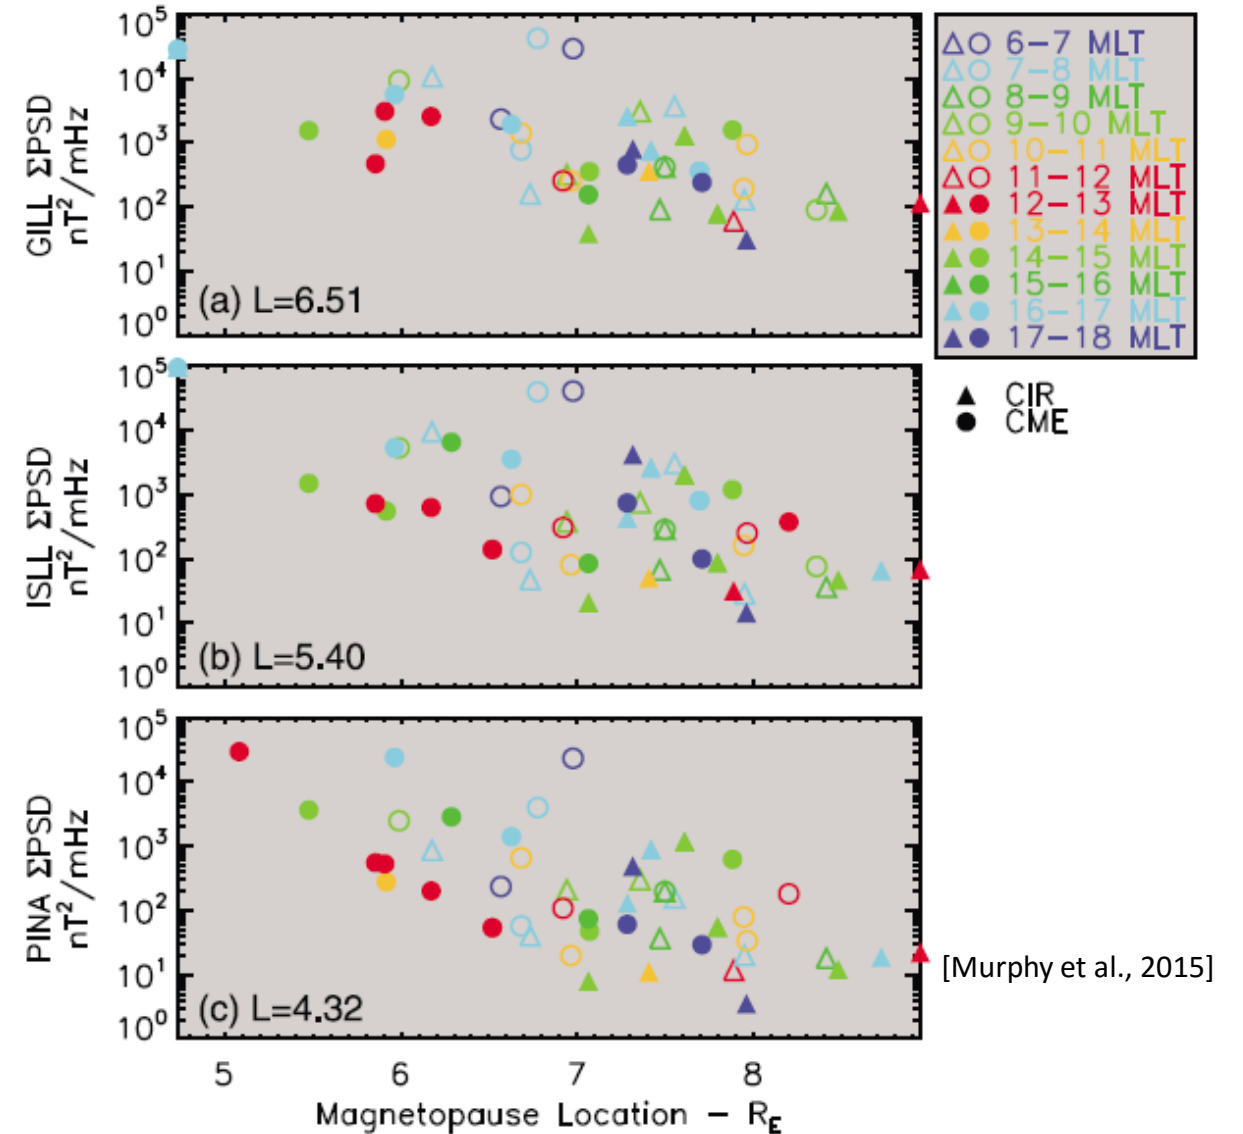 GILL ΣPSD
nT²/mHz
10⁵
10⁴
10³
10²
10¹
10⁰
(a) L=6.51
6−7 MLT
7−8 MLT
8−9 MLT
9−10 MLT
10−11 MLT
11−12 MLT
12−13 MLT
13−14 MLT
14−15 MLT
15−16 MLT
16−17 MLT
17−18 MLT
CIR
CME
ISLL ΣPSD
nT²/mHz
10⁵
10⁴
10³
10²
10¹
10⁰
(b) L=5.40
PINA ΣPSD
nT²/mHz
10⁵
10⁴
10³
10²
10¹
10⁰
(c) L=4.32
[Murphy et al., 2015]
5 6 7 8
Magnetopause Location − R_E